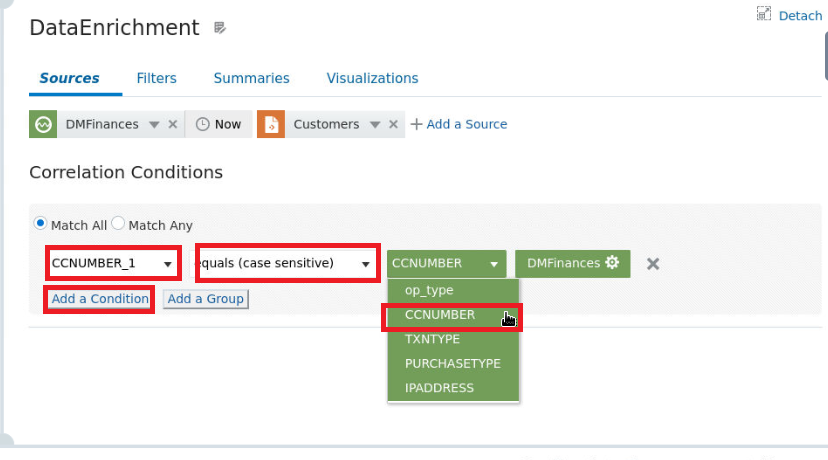 DataEnrichment
Detach
Sources Filters Summaries Visualizations
DMFinances Now Customers + Add a Source
Correlation Conditions
Match All Match Any
CCNUMBER_1 equals (case sensitive) CCNUMBER DMFinances
Add a Condition Add a Group
op_type
CCNUMBER
TXNTYPE
PURCHASETYPE
IPADDRESS